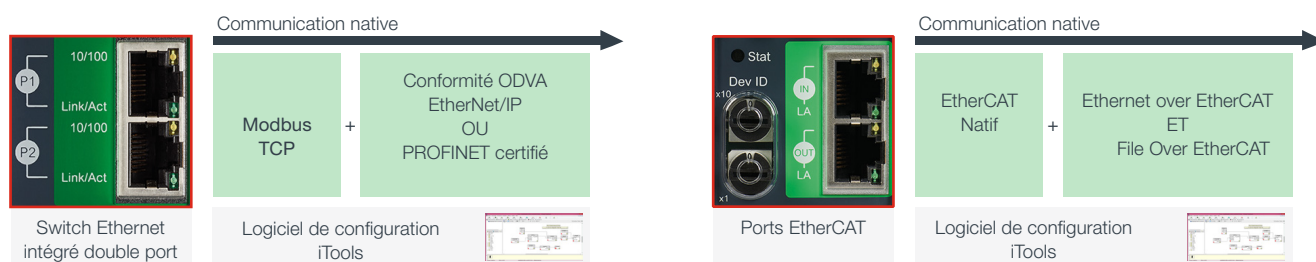 Communication native
10/100
P1
Link/Act
10/100
P2
Link/Act
Modbus
TCP
+
Conformité ODVA
EtherNet/IP
OU
PROFINET certifié
Switch Ethernet
intégré double port
Logiciel de configuration
iTools
Communication native
Stat
Dev ID
x10
x1
IN
LA
OUT
LA
EtherCAT
Natif
+
Ethernet over EtherCAT
ET
File Over EtherCAT
Ports EtherCAT
Logiciel de configuration
iTools